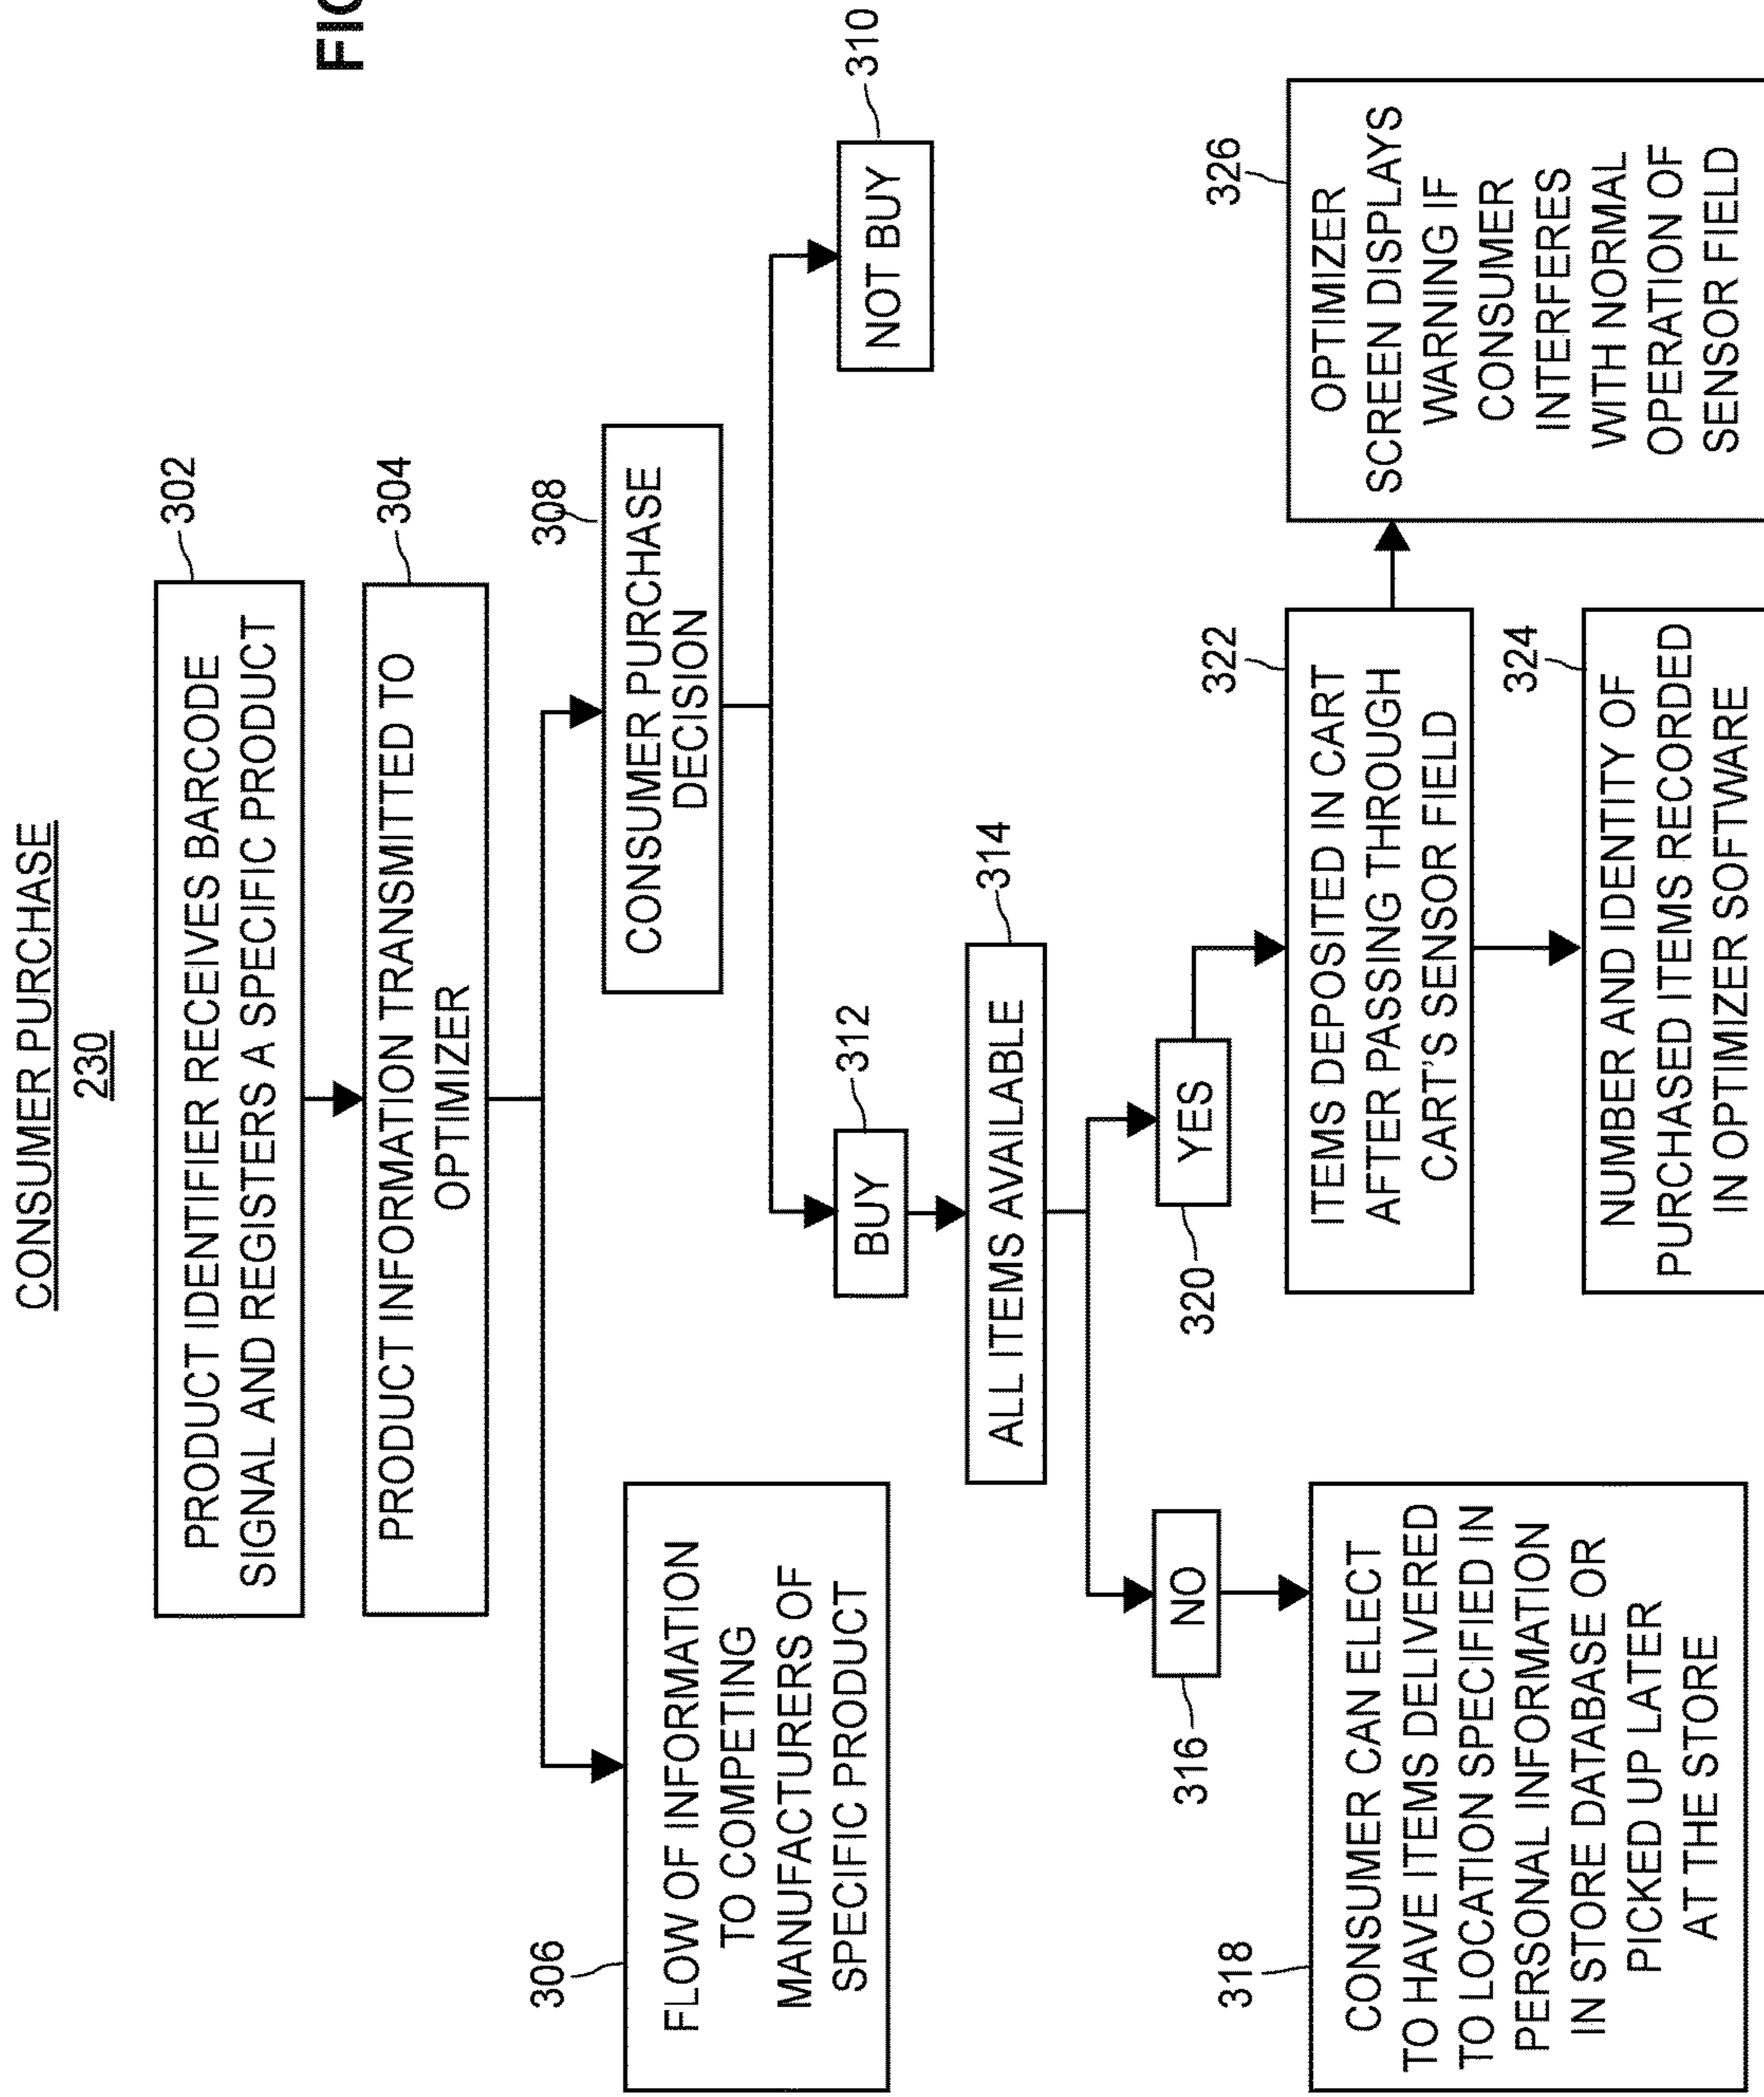 CONSUMER PURCHASE
230
PRODUCT IDENTIFIER RECEIVES BARCODE
SIGNAL AND REGISTERS A SPECIFIC PRODUCT
302
PRODUCT INFORMATION TRANSMITTED TO
OPTIMIZER
304
306
FLOW OF INFORMATION
TO COMPETING
MANUFACTURERS OF
SPECIFIC PRODUCT
308
CONSUMER PURCHASE
DECISION
BUY
312
NOT BUY
310
ALL ITEMS AVAILABLE
314
316
NO
320
YES
318
CONSUMER CAN ELECT
TO HAVE ITEMS DELIVERED
TO LOCATION SPECIFIED IN
PERSONAL INFORMATION
IN STORE DATABASE OR
PICKED UP LATER
AT THE STORE
322
ITEMS DEPOSITED IN CART
AFTER PASSING THROUGH
CART'S SENSOR FIELD
324
NUMBER AND IDENTITY OF
PURCHASED ITEMS RECORDED
IN OPTIMIZER SOFTWARE
326
OPTIMIZER
SCREEN DISPLAYS
WARNING IF
CONSUMER
INTERFERES
WITH NORMAL
OPERATION OF
SENSOR FIELD